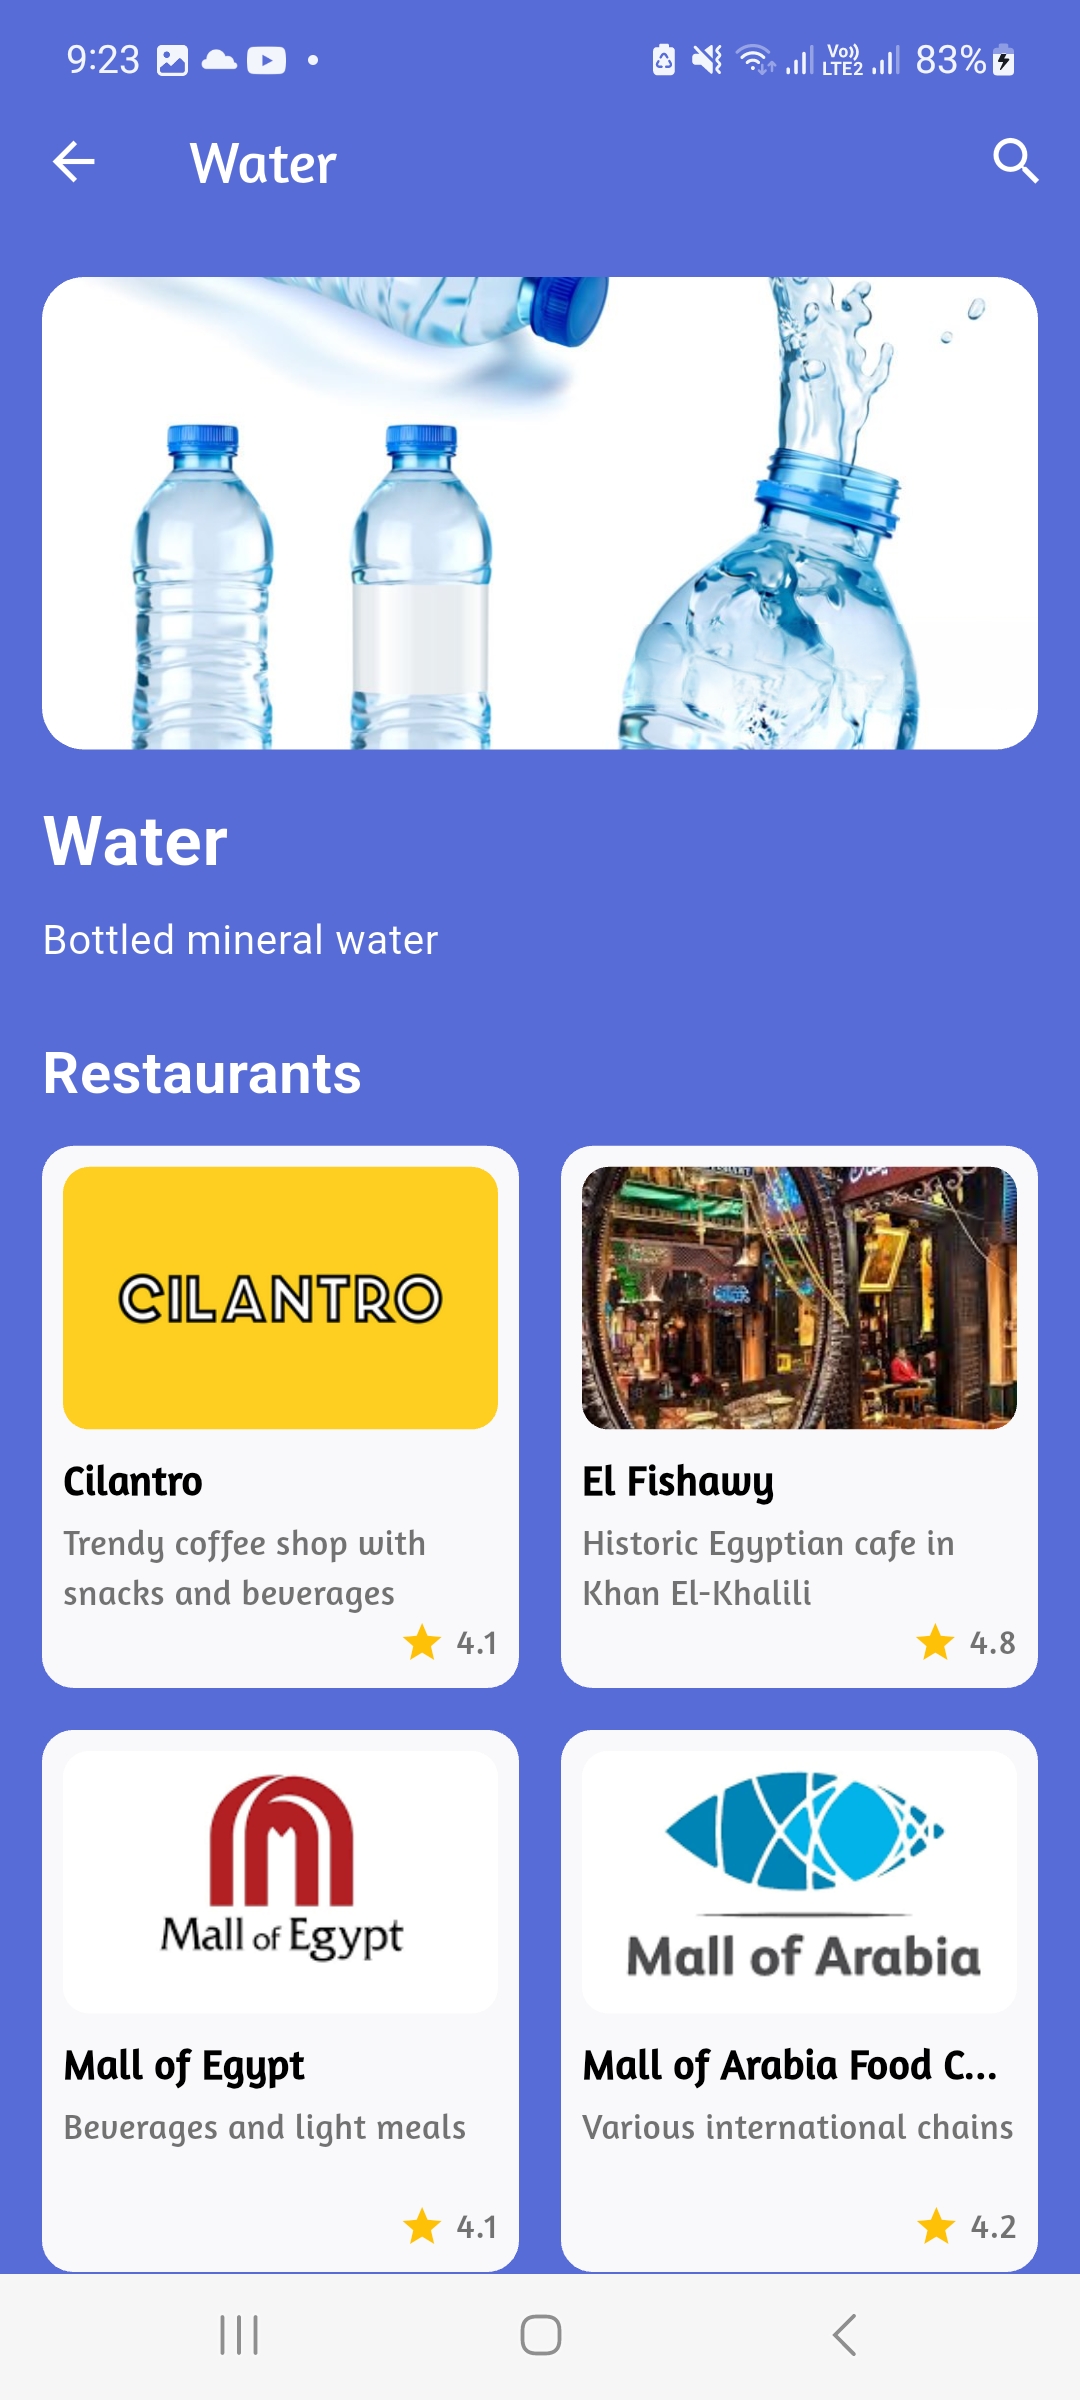 9:23
Vo))
LTE2
83%
Water
Water
Bottled mineral water
Restaurants
CILANTRO
Cilantro
Trendy coffee shop with
snacks and beverages
4.1
El Fishawy
Historic Egyptian cafe in
Khan El-Khalili
4.8
Mall of Egypt
Mall of Egypt
Beverages and light meals
4.1
Mall of Arabia
Mall of Arabia Food C...
Various international chains
4.2